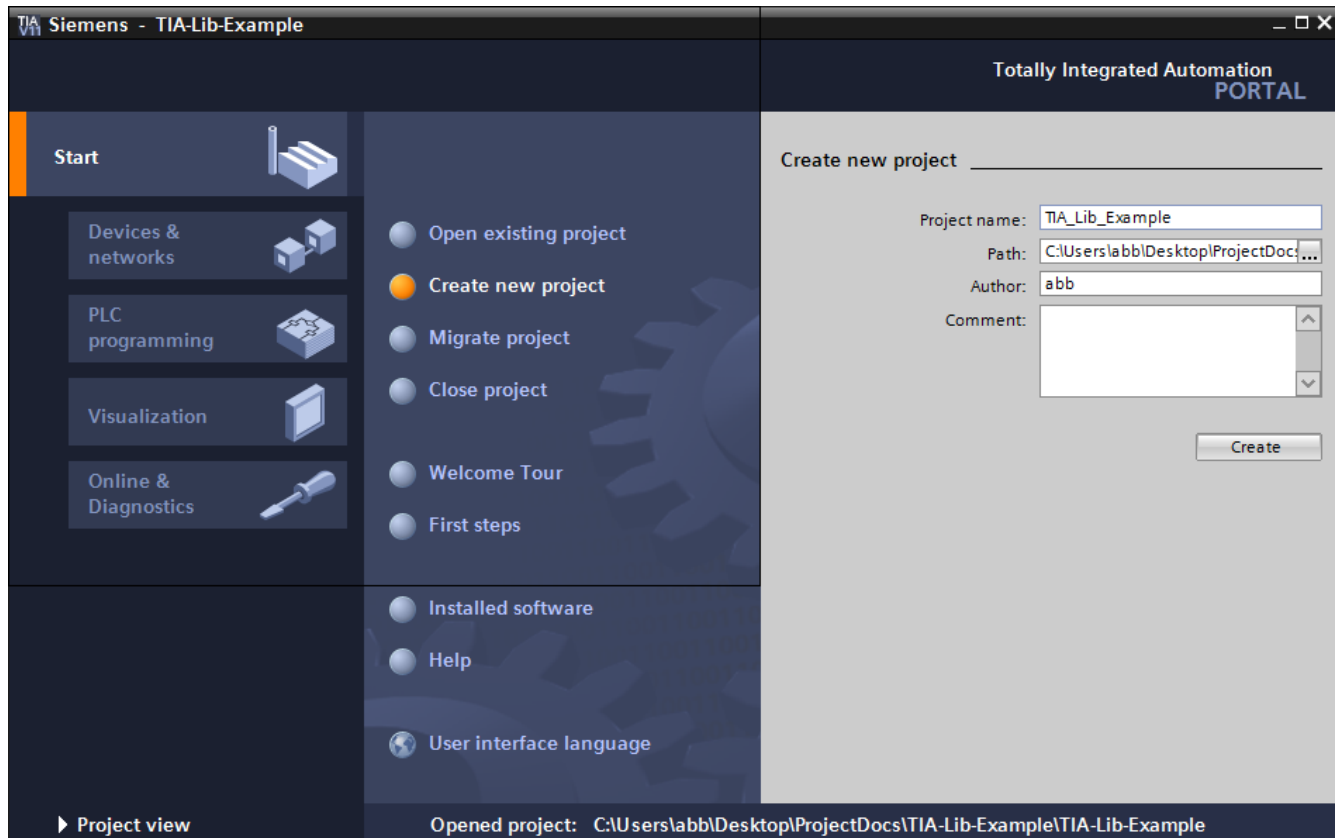 TIA V11 Siemens - TIA-Lib-Example
Totally Integrated Automation
PORTAL
Start
Devices &
networks
PLC
programming
Visualization
Online &
Diagnostics
Open existing project
Create new project
Migrate project
Close project
Welcome Tour
First steps
Installed software
Help
User interface language
Create new project
Project name: TIA_Lib_Example
Path: C:\Users\abb\Desktop\ProjectDocs ...
Author: abb
Comment:
Create
Project view
Opened project: C:\Users\abb\Desktop\ProjectDocs\TIA-Lib-Example\TIA-Lib-Example